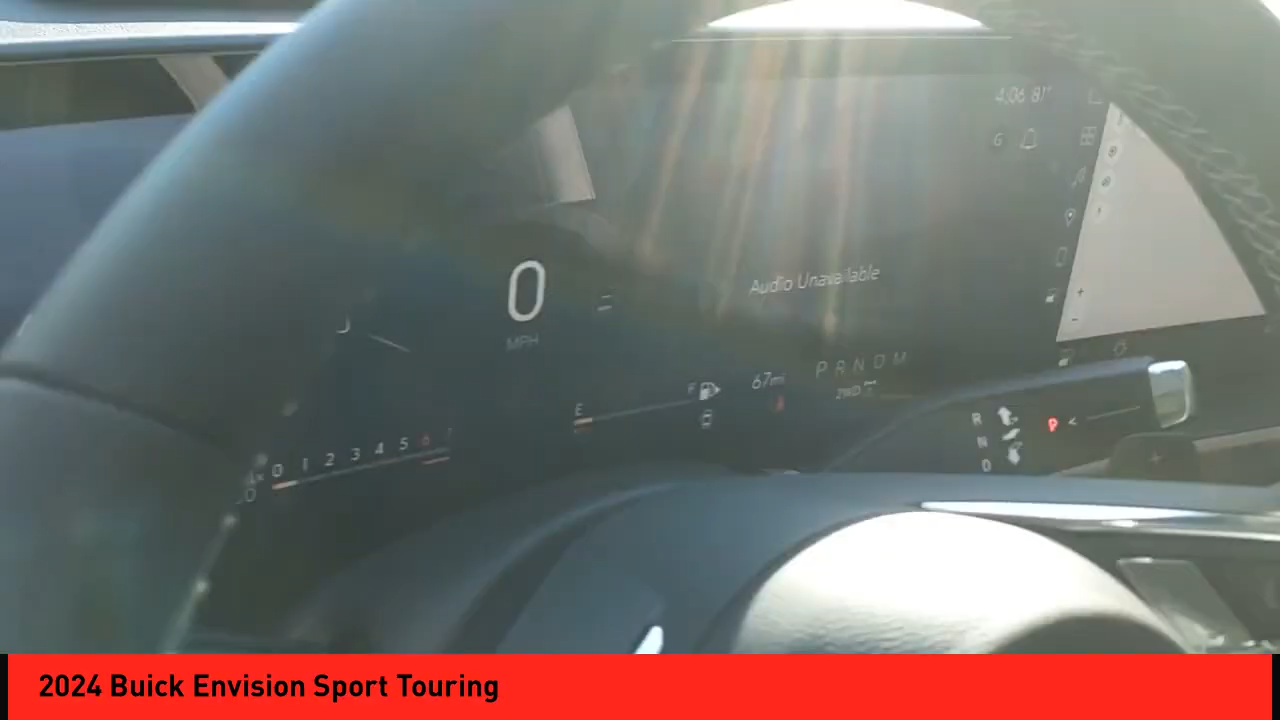 4:06 81°
G
0
MPH
Audio Unavailable
P R N D M
67mi
2WD
E F
0 1 2 3 4 5 6 7
R
N
D
P <
+
-
2024 Buick Envision Sport Touring